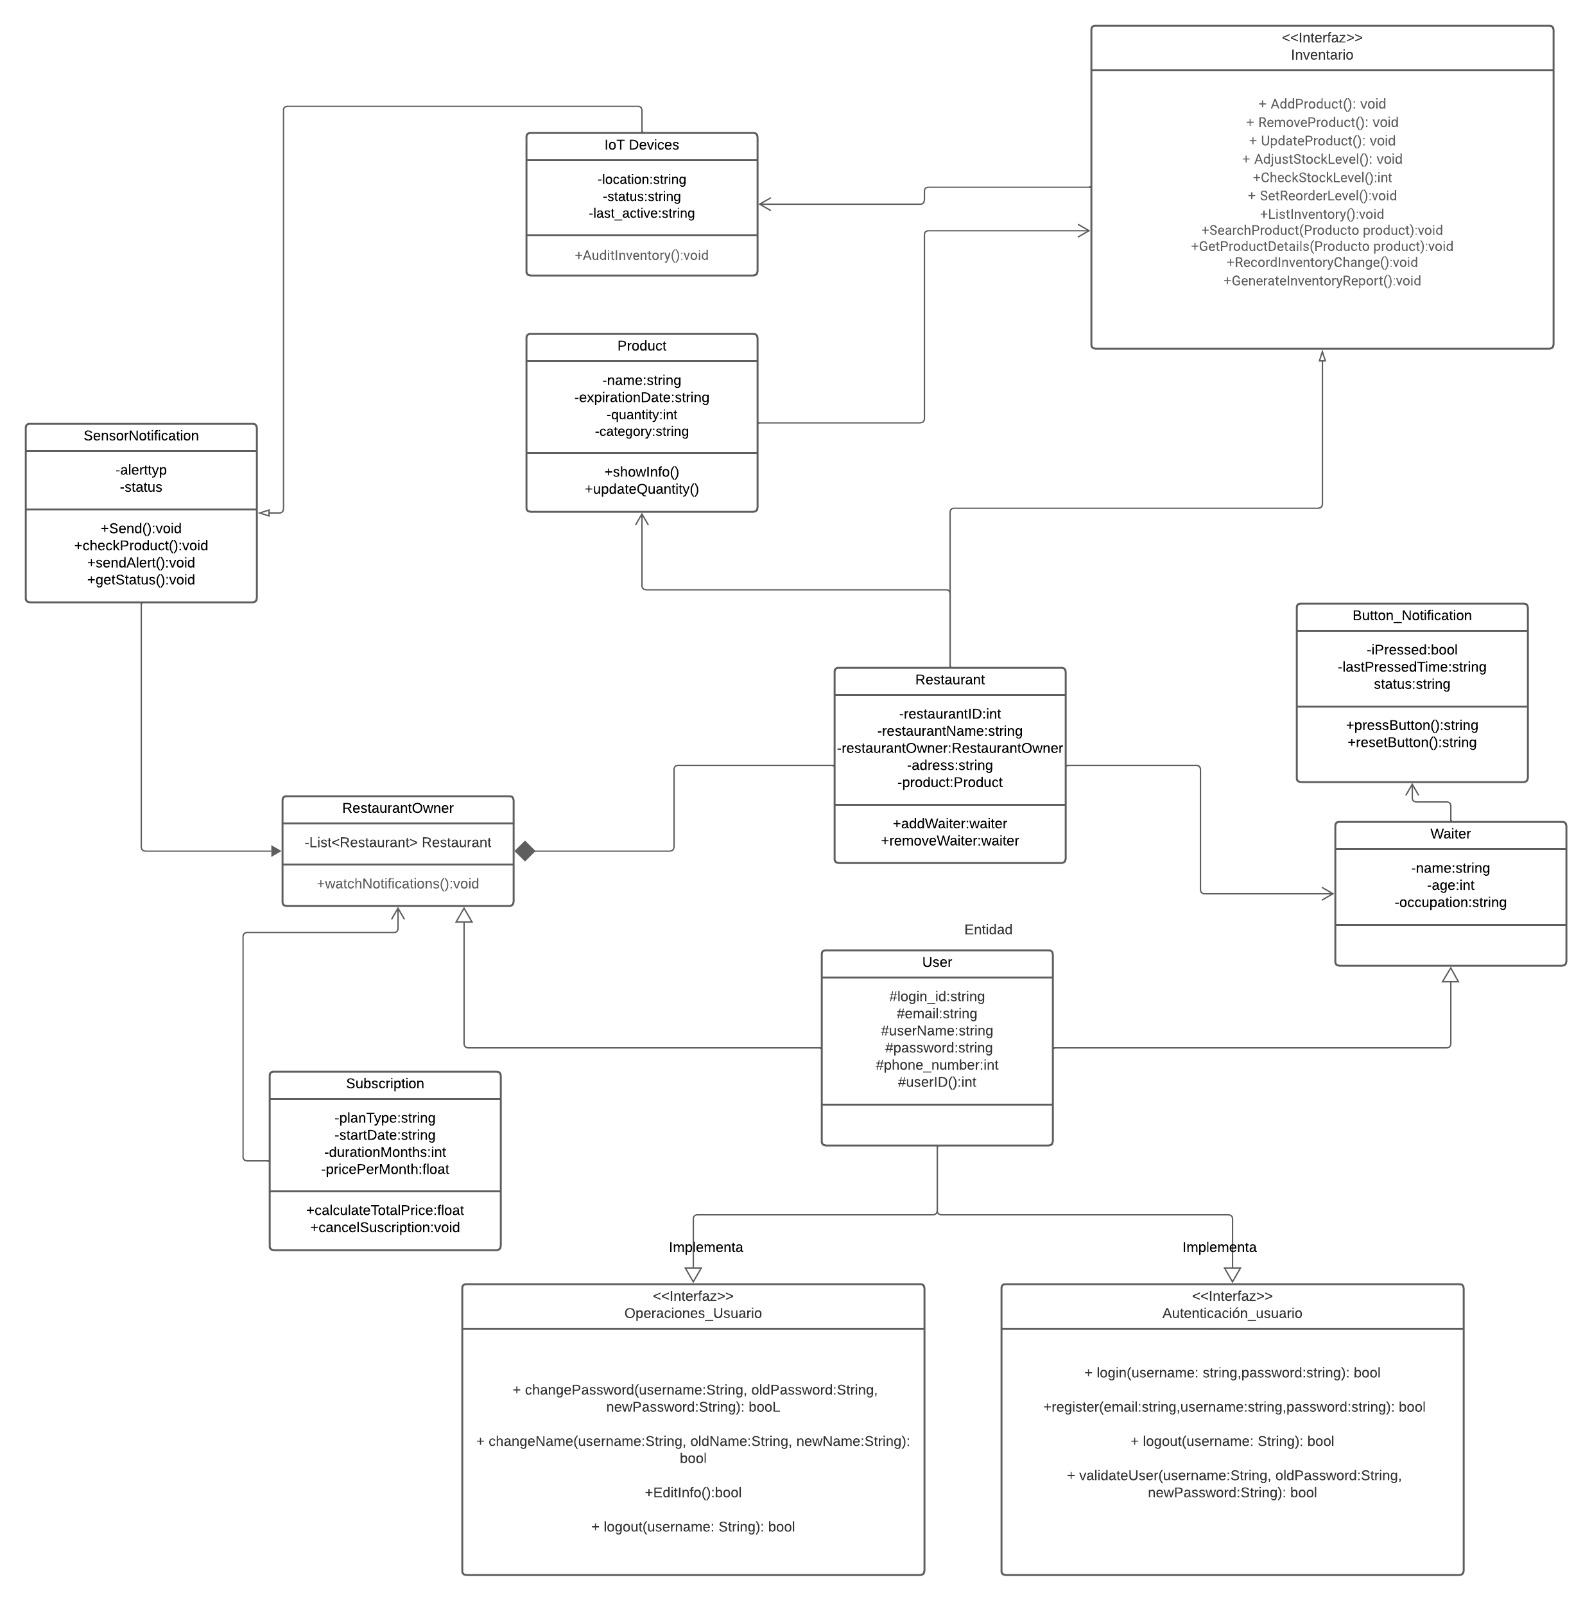 <<Interfaz>>
Inventario
+ AddProduct(): void
+ RemoveProduct(): void
+ UpdateProduct(): void
+ AdjustStockLevel(): void
+CheckStockLevel():int
+ SetReorderLevel():void
+ListInventory():void
+SearchProduct(Producto product):void
+GetProductDetails(Producto product):void
+RecordInventoryChange():void
+GenerateInventoryReport():void
IoT Devices
-location:string
-status:string
-last_active:string
+AuditInventory():void
Product
-name:string
-expirationDate:string
-quantity:int
-category:string
+showInfo()
+updateQuantity()
SensorNotification
-alerttyp
-status
+Send():void
+checkProduct():void
+sendAlert():void
+getStatus():void
Button_Notification
-iPressed:bool
-lastPressedTime:string
status:string
+pressButton():string
+resetButton():string
Restaurant
-restaurantID:int
-restaurantName:string
-restaurantOwner:RestaurantOwner
-adress:string
-product:Product
+addWaiter:waiter
+removeWaiter:waiter
RestaurantOwner
-List<Restaurant> Restaurant
+watchNotifications():void
Waiter
-name:string
-age:int
-occupation:string
Entidad
User
#login_id:string
#email:string
#userName:string
#password:string
#phone_number:int
#userID():int
Subscription
-planType:string
-startDate:string
-durationMonths:int
-pricePerMonth:float
+calculateTotalPrice:float
+cancelSuscription:void
Implementa
Implementa
<<Interfaz>>
Operaciones_Usuario
+ changePassword(username:String, oldPassword:String,
newPassword:String): booL
+ changeName(username:String, oldName:String, newName:String):
bool
+EditInfo():bool
+ logout(username: String): bool
<<Interfaz>>
Autenticación_usuario
+ login(username: string,password:string): bool
+register(email:string,username:string,password:string): bool
+ logout(username: String): bool
+ validateUser(username:String, oldPassword:String,
newPassword:String): bool